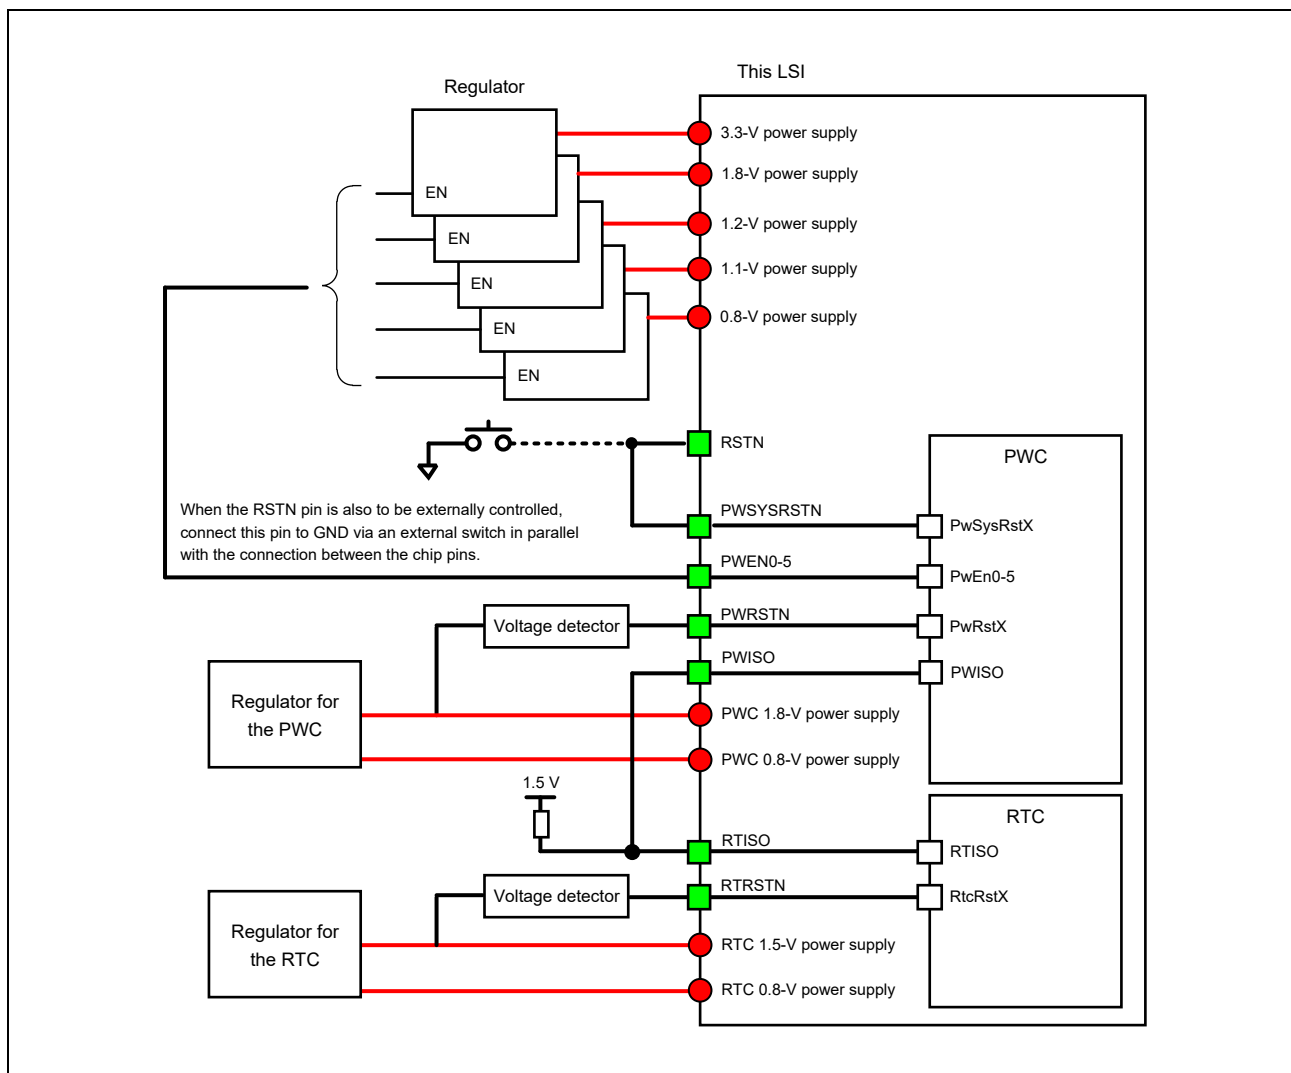 This LSI
Regulator
3.3-V power supply
1.8-V power supply
EN
1.2-V power supply
EN
1.1-V power supply
EN
0.8-V power supply
EN
EN
RSTN
PWC
When the RSTN pin is also to be externally controlled,
connect this pin to GND via an external switch in parallel
with the connection between the chip pins.
PWSYSRSTN
PwSysRstX
PWEN0-5
PwEn0-5
Voltage detector
PWRSTN
PwRstX
PWISO
PWISO
Regulator for
the PWC
PWC 1.8-V power supply
PWC 0.8-V power supply
1.5 V
RTC
RTISO
RTISO
Voltage detector
RTRSTN
RtcRstX
Regulator for
the RTC
RTC 1.5-V power supply
RTC 0.8-V power supply